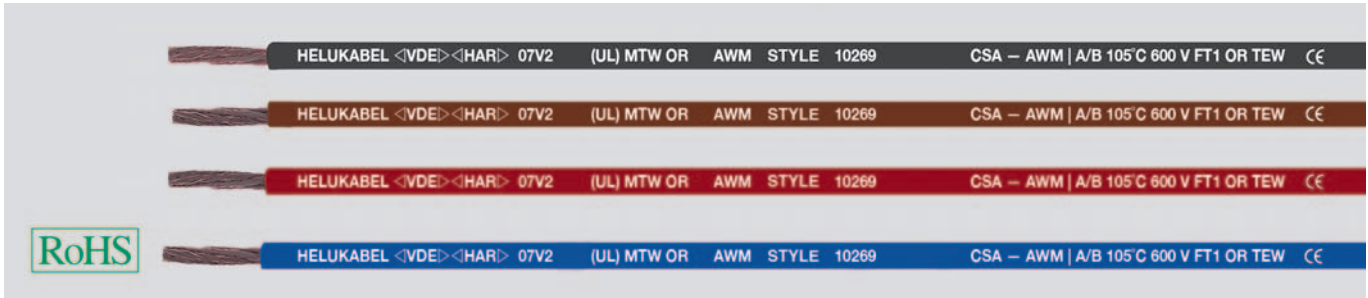 HELUKABEL ◁VDE▷ ◁HAR▷ 07V2 (UL) MTW OR AWM STYLE 10269 CSA – AWM | A/B 105°C 600 V FT1 OR TEW CE
HELUKABEL ◁VDE▷ ◁HAR▷ 07V2 (UL) MTW OR AWM STYLE 10269 CSA – AWM | A/B 105°C 600 V FT1 OR TEW CE
HELUKABEL ◁VDE▷ ◁HAR▷ 07V2 (UL) MTW OR AWM STYLE 10269 CSA – AWM | A/B 105°C 600 V FT1 OR TEW CE
HELUKABEL ◁VDE▷ ◁HAR▷ 07V2 (UL) MTW OR AWM STYLE 10269 CSA – AWM | A/B 105°C 600 V FT1 OR TEW CE
RoHS